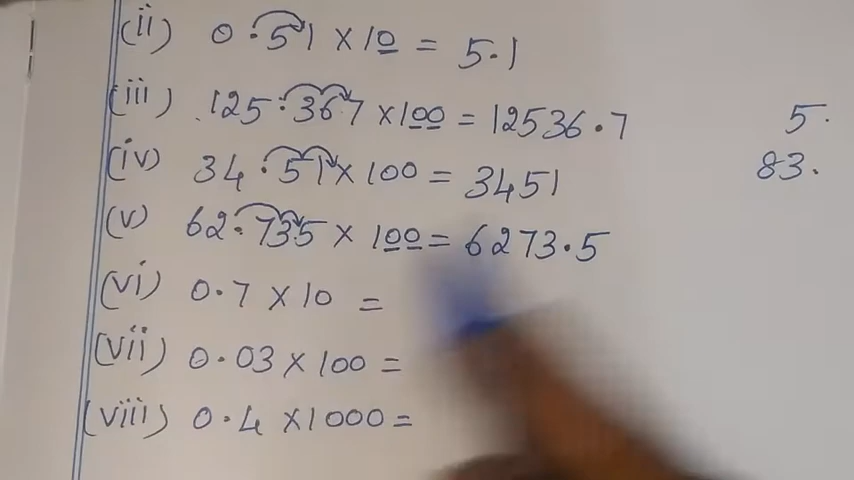 (ii) 0.51 × 10 = 5.1
(iii) 125.367 × 100 = 12536.7
5.
(iv) 34.51 × 100 = 3451
83.
(v) 62.735 × 100 = 6273.5
(vi) 0.7 × 10 =
(vii) 0.03 × 100 =
(viii) 0.4 × 1000 =